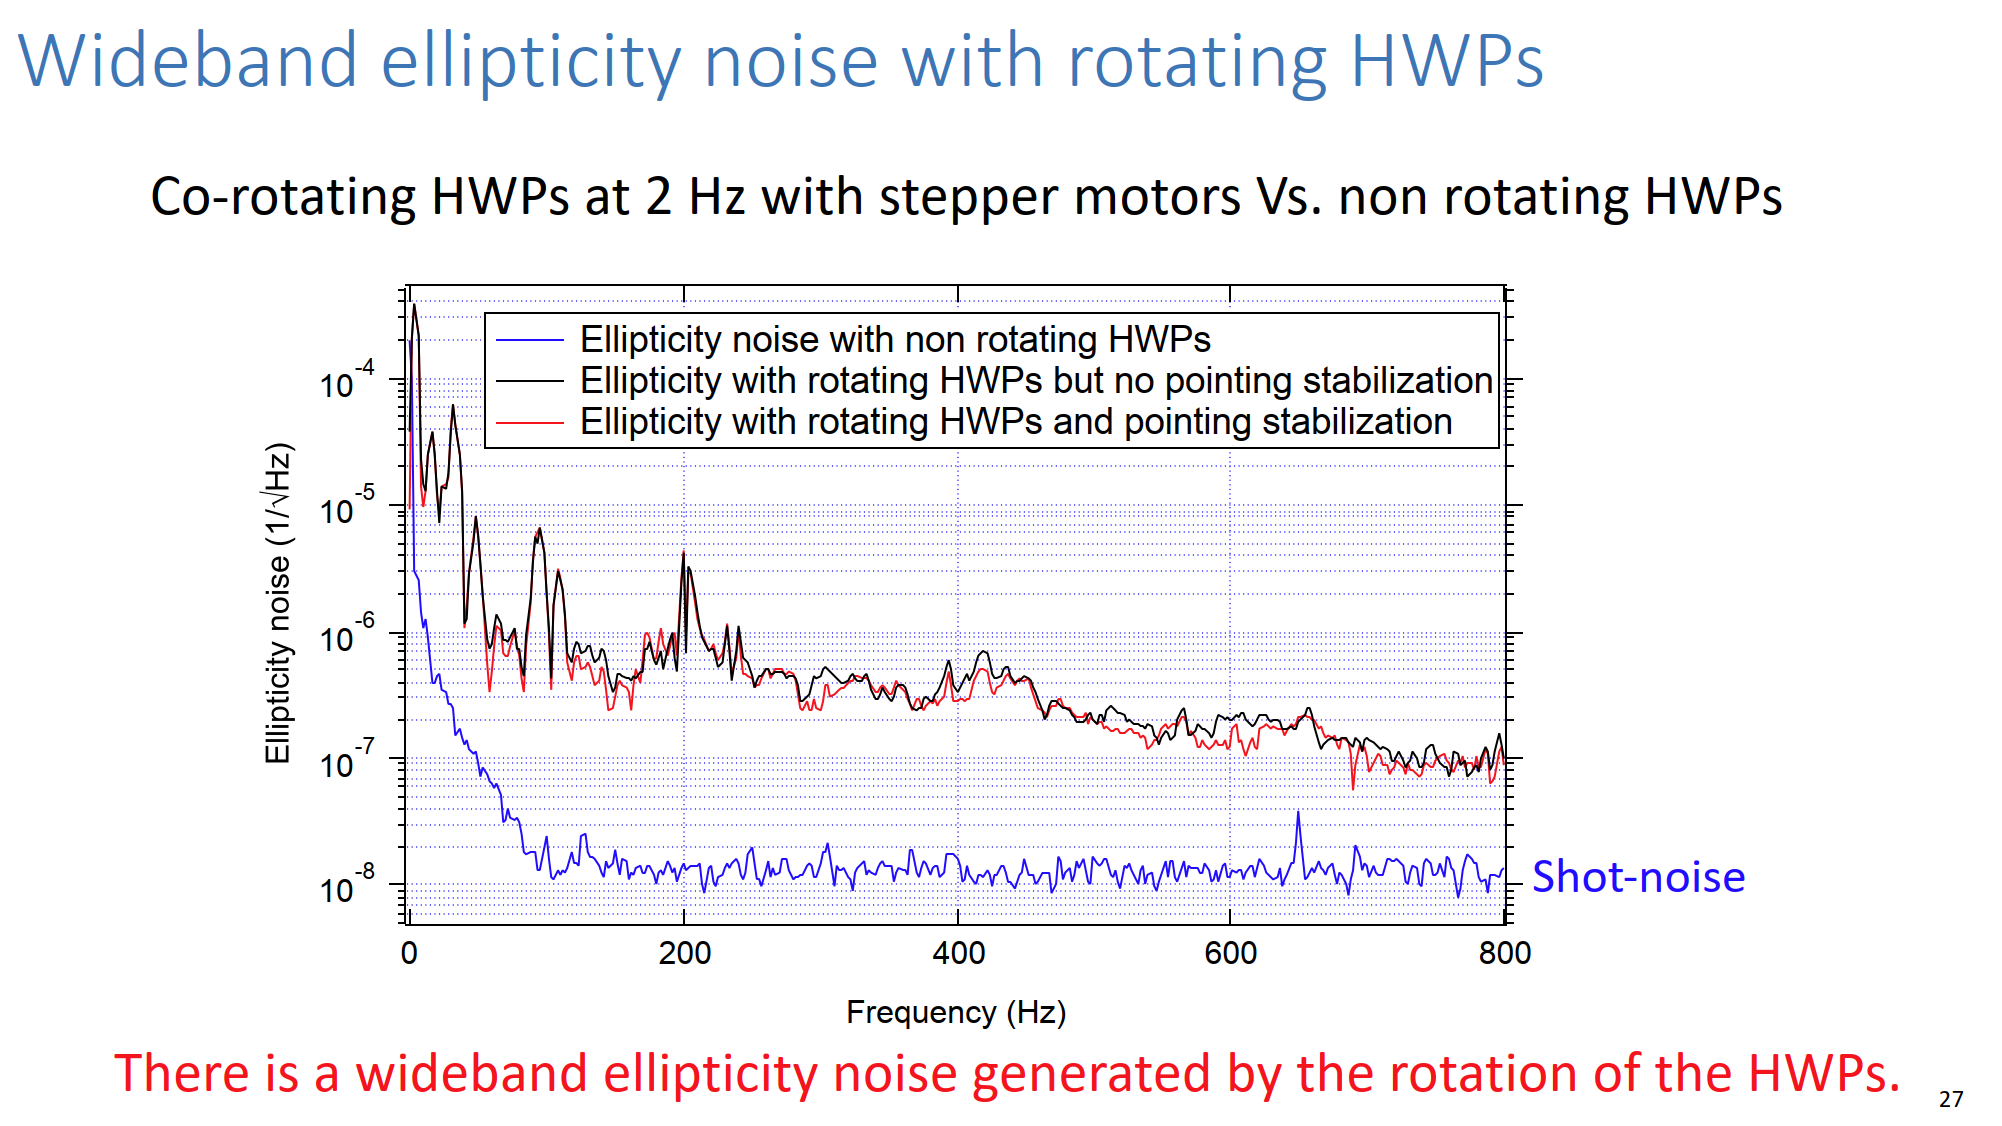 Wideband ellipticity noise with rotating HWPs
Co-rotating HWPs at 2 Hz with stepper motors Vs. non rotating HWPs
Ellipticity noise with non rotating HWPs
Ellipticity with rotating HWPs but no pointing stabilization
Ellipticity with rotating HWPs and pointing stabilization
Ellipticity noise (1/√Hz)
10-4
10-5
10-6
10-7
10-8
Shot-noise
0 200 400 600 800
Frequency (Hz)
There is a wideband ellipticity noise generated by the rotation of the HWPs.
27